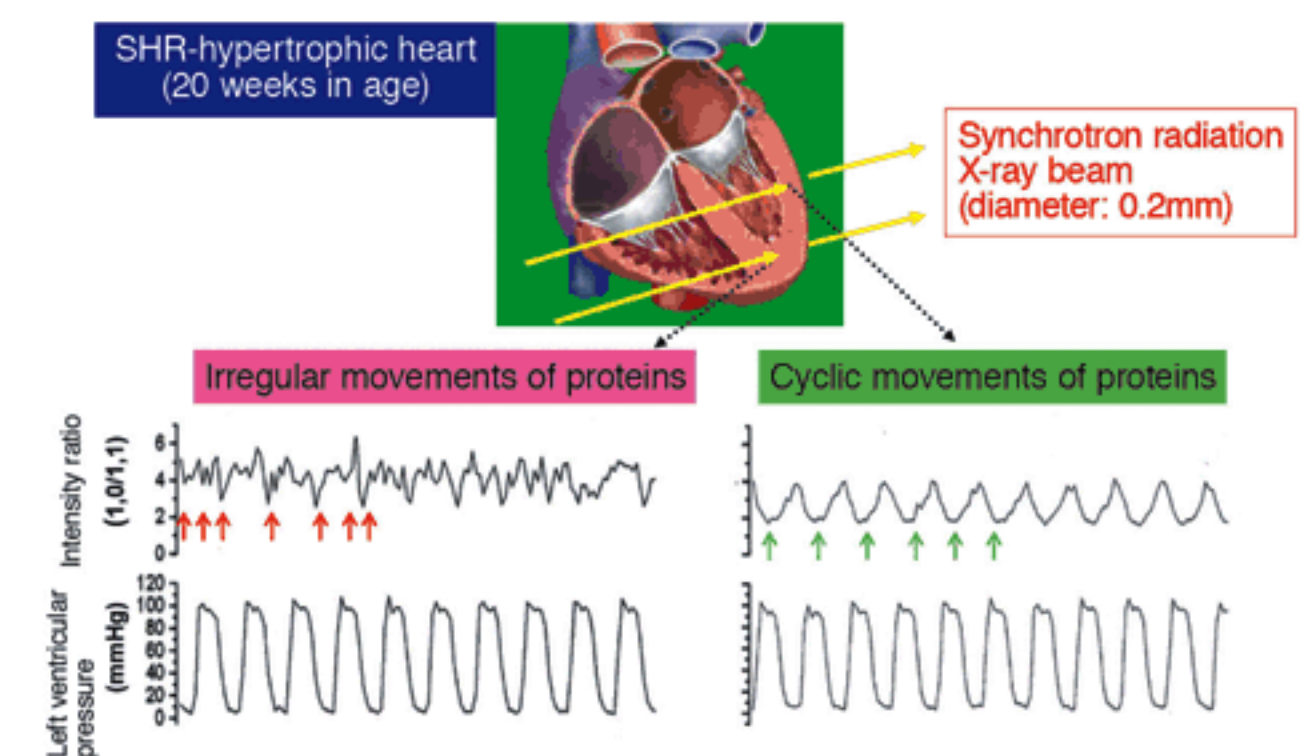 SHR-hypertrophic heart
(20 weeks in age)
Synchrotron radiation
X-ray beam
(diameter: 0.2mm)
Irregular movements of proteins
Cyclic movements of proteins
Intensity ratio
(1,0/1,1)
6
4
2
0
Left ventricular
pressure
(mmHg)
120
100
80
60
40
20
0